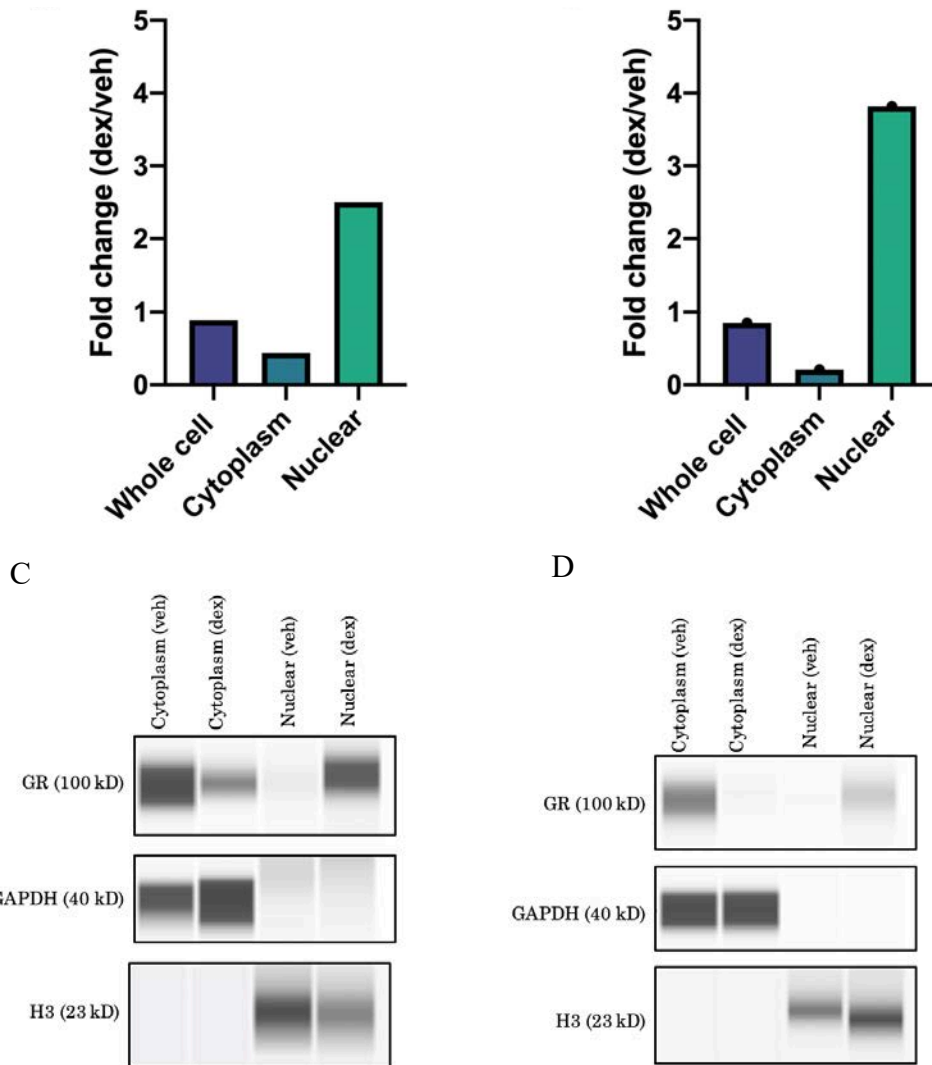 Fold change (dex/veh)
5
4
3
2
1
0
Whole cell
Cytoplasm
Nuclear
Fold change (dex/veh)
5
4
3
2
1
0
Whole cell
Cytoplasm
Nuclear
C
Cytoplasm (veh)
Cytoplasm (dex)
Nuclear (veh)
Nuclear (dex)
GR (100 kD)
GAPDH (40 kD)
H3 (23 kD)
D
Cytoplasm (veh)
Cytoplasm (dex)
Nuclear (veh)
Nuclear (dex)
GR (100 kD)
GAPDH (40 kD)
H3 (23 kD)